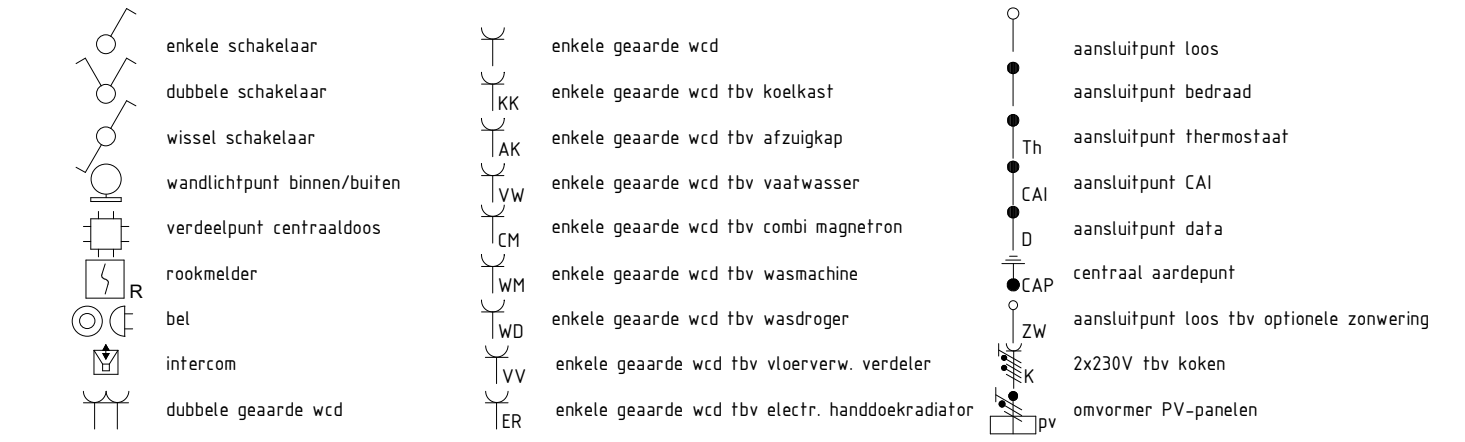 enkele schakelaar
dubbele schakelaar
wissel schakelaar
wandlichtpunt binnen/buiten
verdeelpunt centraaldoos
R rookmelder
bel
intercom
dubbele geaarde wcd
enkele geaarde wcd
KK enkele geaarde wcd tbv koelkast
AK enkele geaarde wcd tbv afzuigkap
VW enkele geaarde wcd tbv vaatwasser
CM enkele geaarde wcd tbv combi magnetron
WM enkele geaarde wcd tbv wasmachine
WD enkele geaarde wcd tbv wasdroger
VV enkele geaarde wcd tbv vloerverw. verdeler
ER enkele geaarde wcd tbv electr. handdoekradiator
aansluitpunt loos
aansluitpunt bedraad
Th aansluitpunt thermostaat
CAI aansluitpunt CAI
D aansluitpunt data
CAP centraal aardepunt
ZW aansluitpunt loos tbv optionele zonwering
K 2x230V tbv koken
pv omvormer PV-panelen